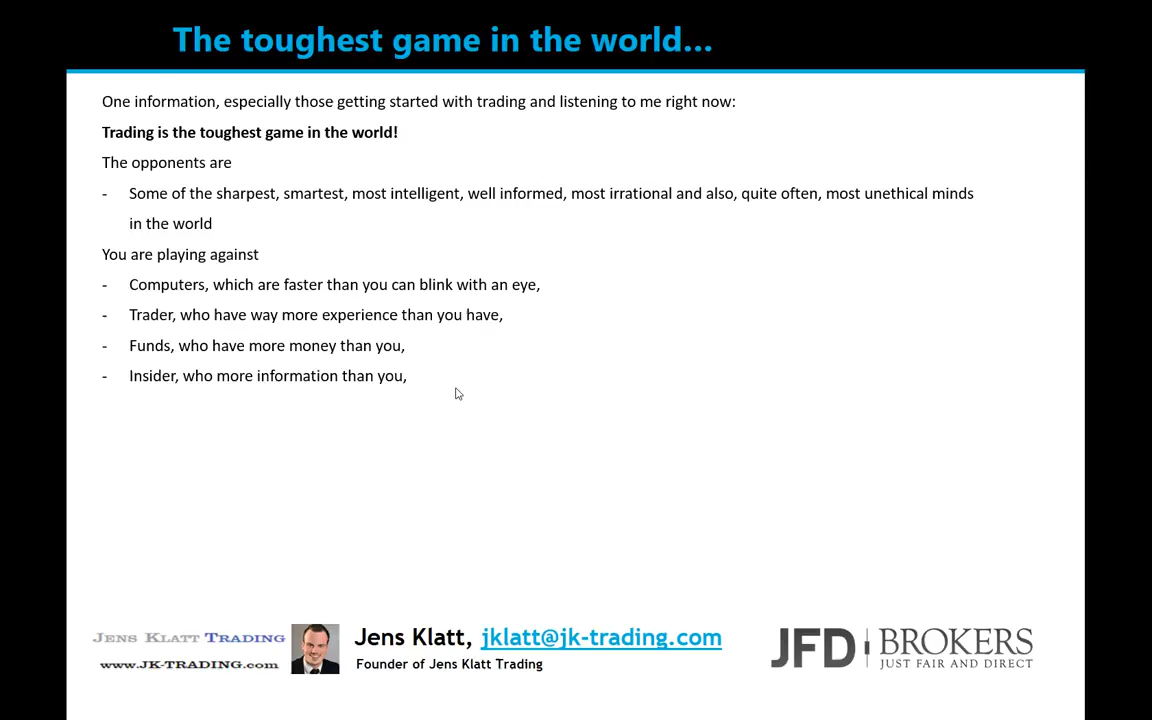 The toughest game in the world...
One information, especially those getting started with trading and listening to me right now:
Trading is the toughest game in the world!
The opponents are
- Some of the sharpest, smartest, most intelligent, well informed, most irrational and also, quite often, most unethical minds
in the world
You are playing against
- Computers, which are faster than you can blink with an eye,
- Trader, who have way more experience than you have,
- Funds, who have more money than you,
- Insider, who more information than you,
JENS KLATT TRADING
www.JK-TRADING.com
Jens Klatt, jklatt@jk-trading.com
Founder of Jens Klatt Trading
JFD BROKERS
JUST FAIR AND DIRECT